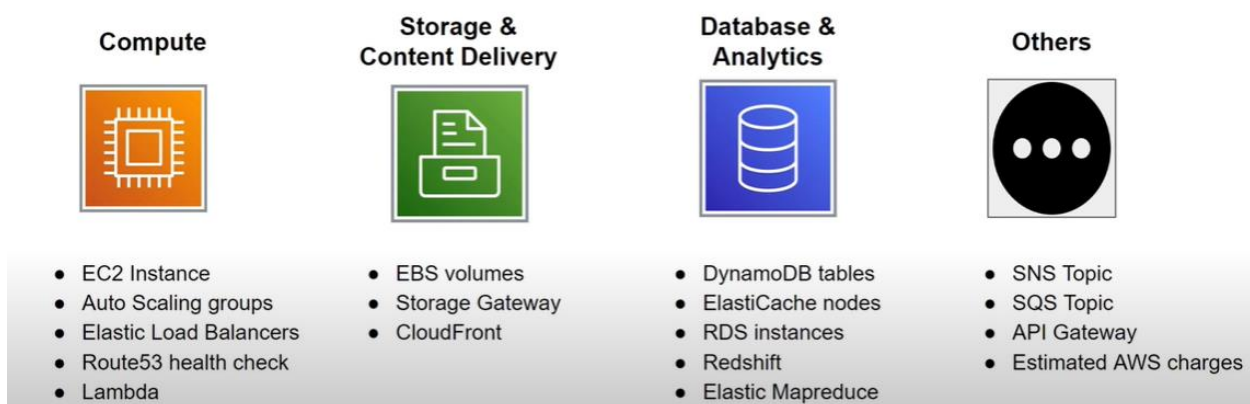 Compute
● EC2 Instance
● Auto Scaling groups
● Elastic Load Balancers
● Route53 health check
● Lambda
Storage &
Content Delivery
● EBS volumes
● Storage Gateway
● CloudFront
Database &
Analytics
● DynamoDB tables
● ElastiCache nodes
● RDS instances
● Redshift
● Elastic Mapreduce
Others
● SNS Topic
● SQS Topic
● API Gateway
● Estimated AWS charges